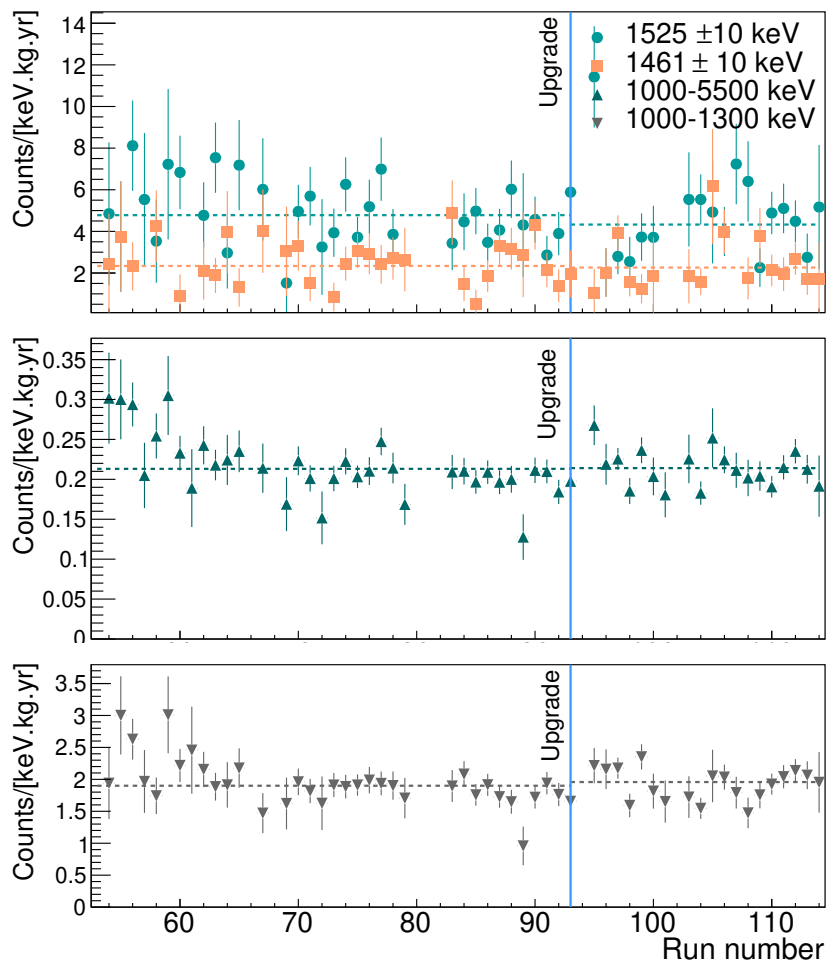 Counts/[keV.kg.yr]
14
12
10
8
6
4
2
Upgrade
1525 ±10 keV
1461 ± 10 keV
1000-5500 keV
1000-1300 keV
Counts/[keV.kg.yr]
0.35
0.3
0.25
0.2
0.15
0.1
0.05
0
Upgrade
Counts/[keV.kg.yr]
3.5
3
2.5
2
1.5
1
0.5
0
Upgrade
60 70 80 90 100 110
Run number